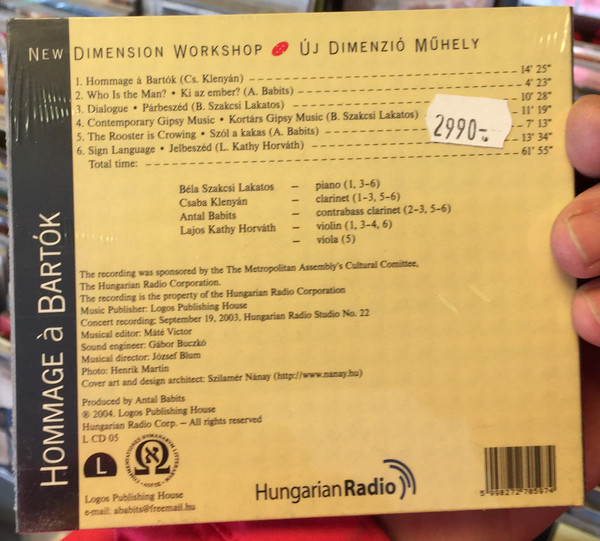 NEW DIMENSION WORKSHOP ÚJ DIMENZIÓ MŰHELY
1. Hommage à Bartók (Cs. Klenyán) 14' 25"
2. Who Is the Man? • Ki az ember? (A. Babits) 4' 23"
3. Dialogue • Párbeszéd (B. Szakcsi Lakatos) 10' 28"
4. Contemporary Gipsy Music • Kortárs Gipsy Music (B. Szakcsi Lakatos) 11' 19"
5. The Rooster is Crowing • Szól a kakas (A. Babits) 7' 13"
6. Sign Language • Jelbeszéd (L. Kathy Horváth) 13' 34"
Total time: 61' 55"
2990-
Béla Szakcsi Lakatos – piano (1, 3-6)
Csaba Klenyán – clarinet (1-3, 5-6)
Antal Babits – contrabass clarinet (2-3, 5-6)
Lajos Kathy Horváth – violin (1, 3-4, 6)
– viola (5)
The recording was sponsored by the The Metropolitan Assembly's Cultural Comittee,
The Hungarian Radio Corporation.
The recording is the property of the Hungarian Radio Corporation
Music Publisher: Logos Publishing House
Concert recording: September 19, 2003, Hungarian Radio Studio No. 22
Musical editor: Máté Victor
Sound engineer: Gábor Buczkó
Musical director: József Blum
Photo: Henrik Martin
Cover art and design architect: Szilamér Nánay (http://www.nanay.hu)
Produced by Antal Babits
℗ 2004. Logos Publishing House
Hungarian Radio Corp. – All rights reserved
L CD 05
L
Logos Publishing House
e-mail: ababits@freemail.hu
HungarianRadio
5 998272 705974
HOMMAGE À BARTÓK